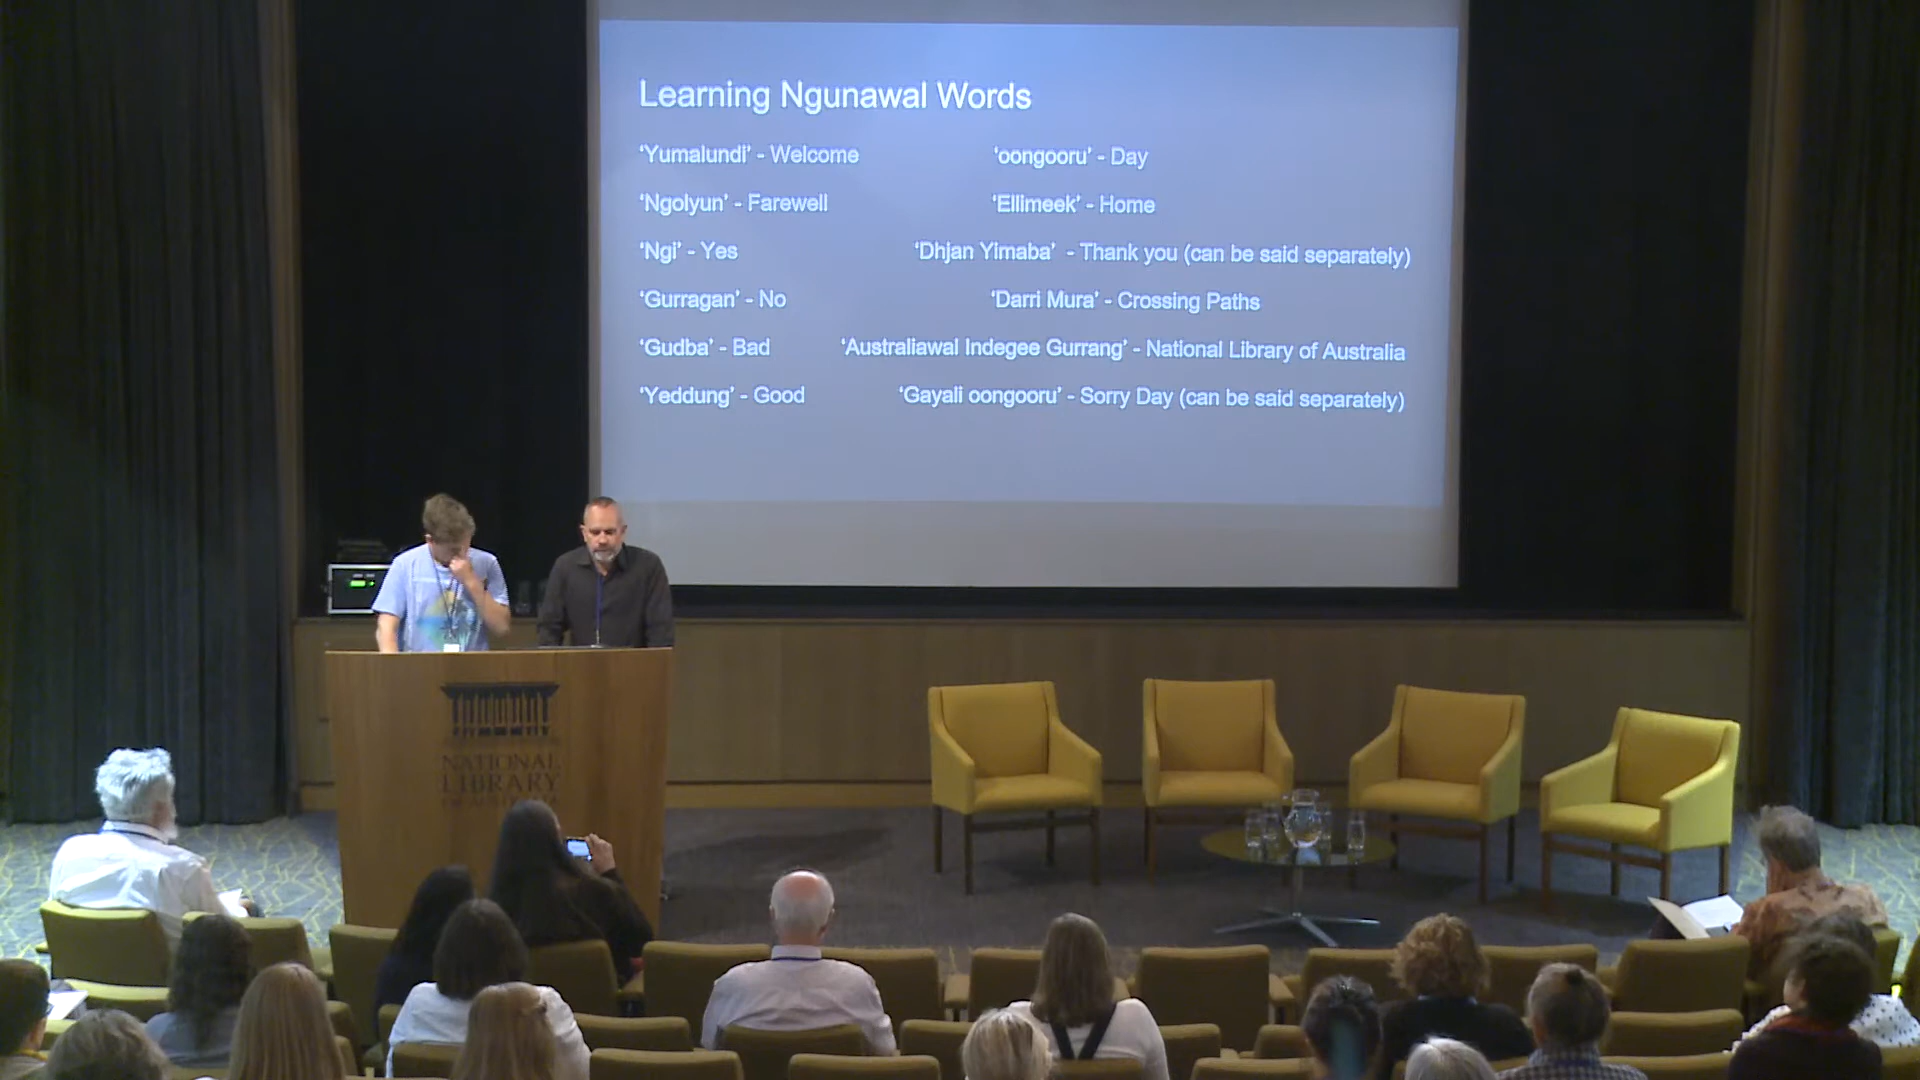 Learning Ngunawal Words
‘Yumalundi’ - Welcome
‘Ngolyun’ - Farewell
‘Ngi’ - Yes
‘Gurragan’ - No
‘Gudba’ - Bad
‘Yeddung’ - Good
‘oongooru’ - Day
‘Ellimeek’ - Home
‘Dhjan Yimaba’ - Thank you (can be said separately)
‘Darri Mura’ - Crossing Paths
‘Australiawal Indegee Gurrang’ - National Library of Australia
‘Gayali oongooru’ - Sorry Day (can be said separately)
NATIONAL
LIBRARY